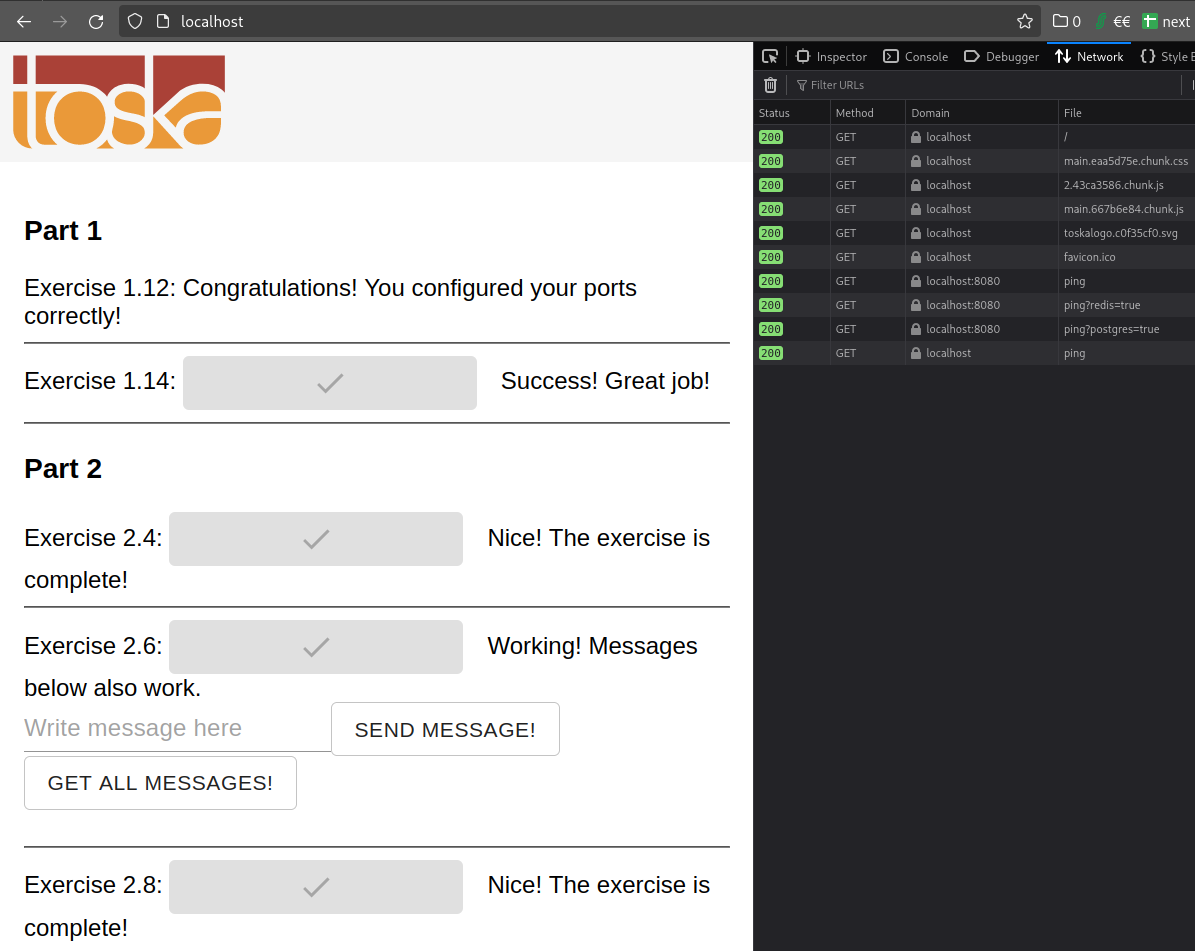 localhost
0
€€
next
toska
Inspector
Console
Debugger
Network
Style E
Filter URLs
Status Method Domain File
200 GET localhost /
200 GET localhost main.eaa5d75e.chunk.css
200 GET localhost 2.43ca3586.chunk.js
200 GET localhost main.667b6e84.chunk.js
200 GET localhost toskalogo.c0f35cf0.svg
200 GET localhost favicon.ico
200 GET localhost:8080 ping
200 GET localhost:8080 ping?redis=true
200 GET localhost:8080 ping?postgres=true
200 GET localhost ping
Part 1
Exercise 1.12: Congratulations! You configured your ports
correctly!
Exercise 1.14: Success! Great job!
Part 2
Exercise 2.4: Nice! The exercise is
complete!
Exercise 2.6: Working! Messages
below also work.
Write message here
SEND MESSAGE!
GET ALL MESSAGES!
Exercise 2.8: Nice! The exercise is
complete!